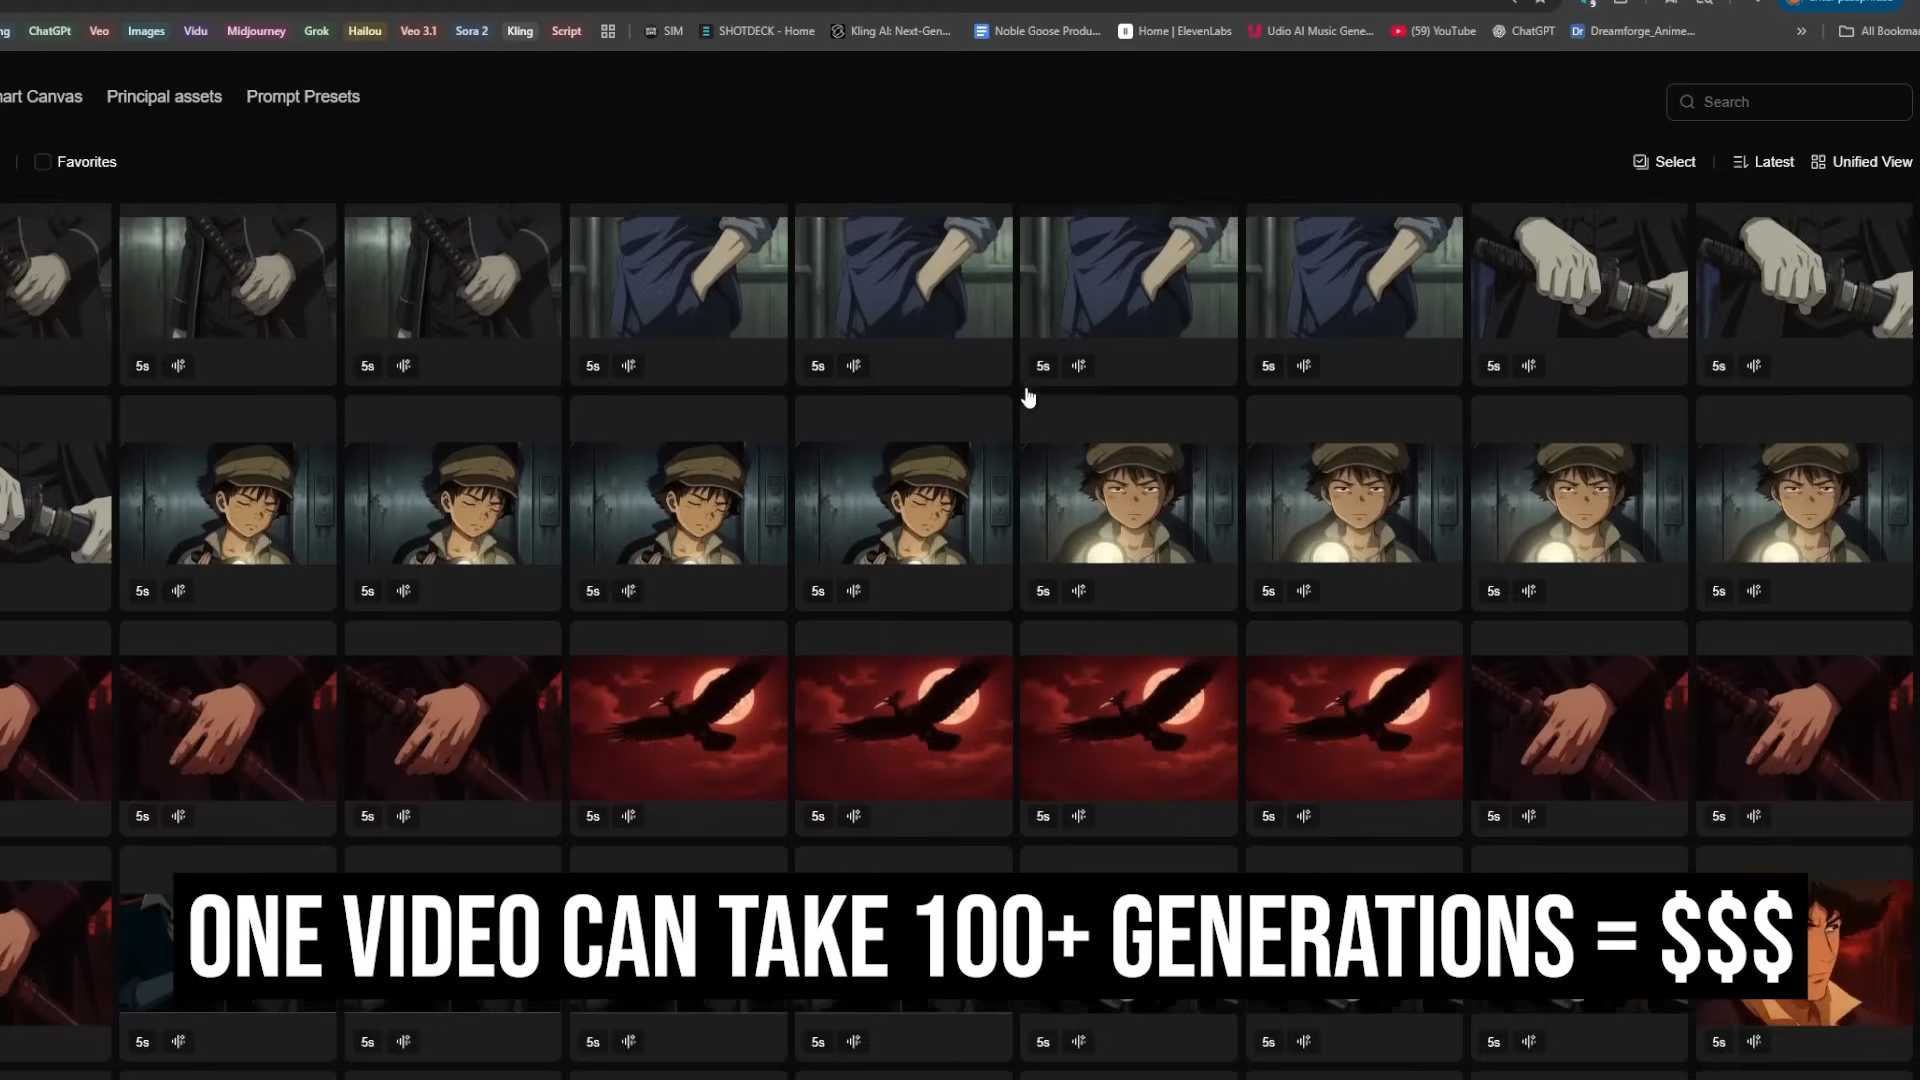 ng ChatGPt Veo Images Vidu Midjourney Grok Hailou Veo 3.1 Sora 2 Kling Script SIM SHOTDECK - Home Kling AI: Next-Gen... Noble Goose Produ... Home | ElevenLabs Udio AI Music Gene... (59) YouTube ChatGPT Dr Dreamforge_Anime... » All Bookmar
mart Canvas Principal assets Prompt Presets Search
Favorites Select Latest Unified View
5s 5s 5s 5s 5s 5s 5s 5s
5s 5s 5s 5s 5s 5s 5s 5s
5s 5s 5s 5s 5s 5s 5s 5s
ONE VIDEO CAN TAKE 100+ GENERATIONS = $$$
5s 5s 5s 5s 5s 5s 5s 5s